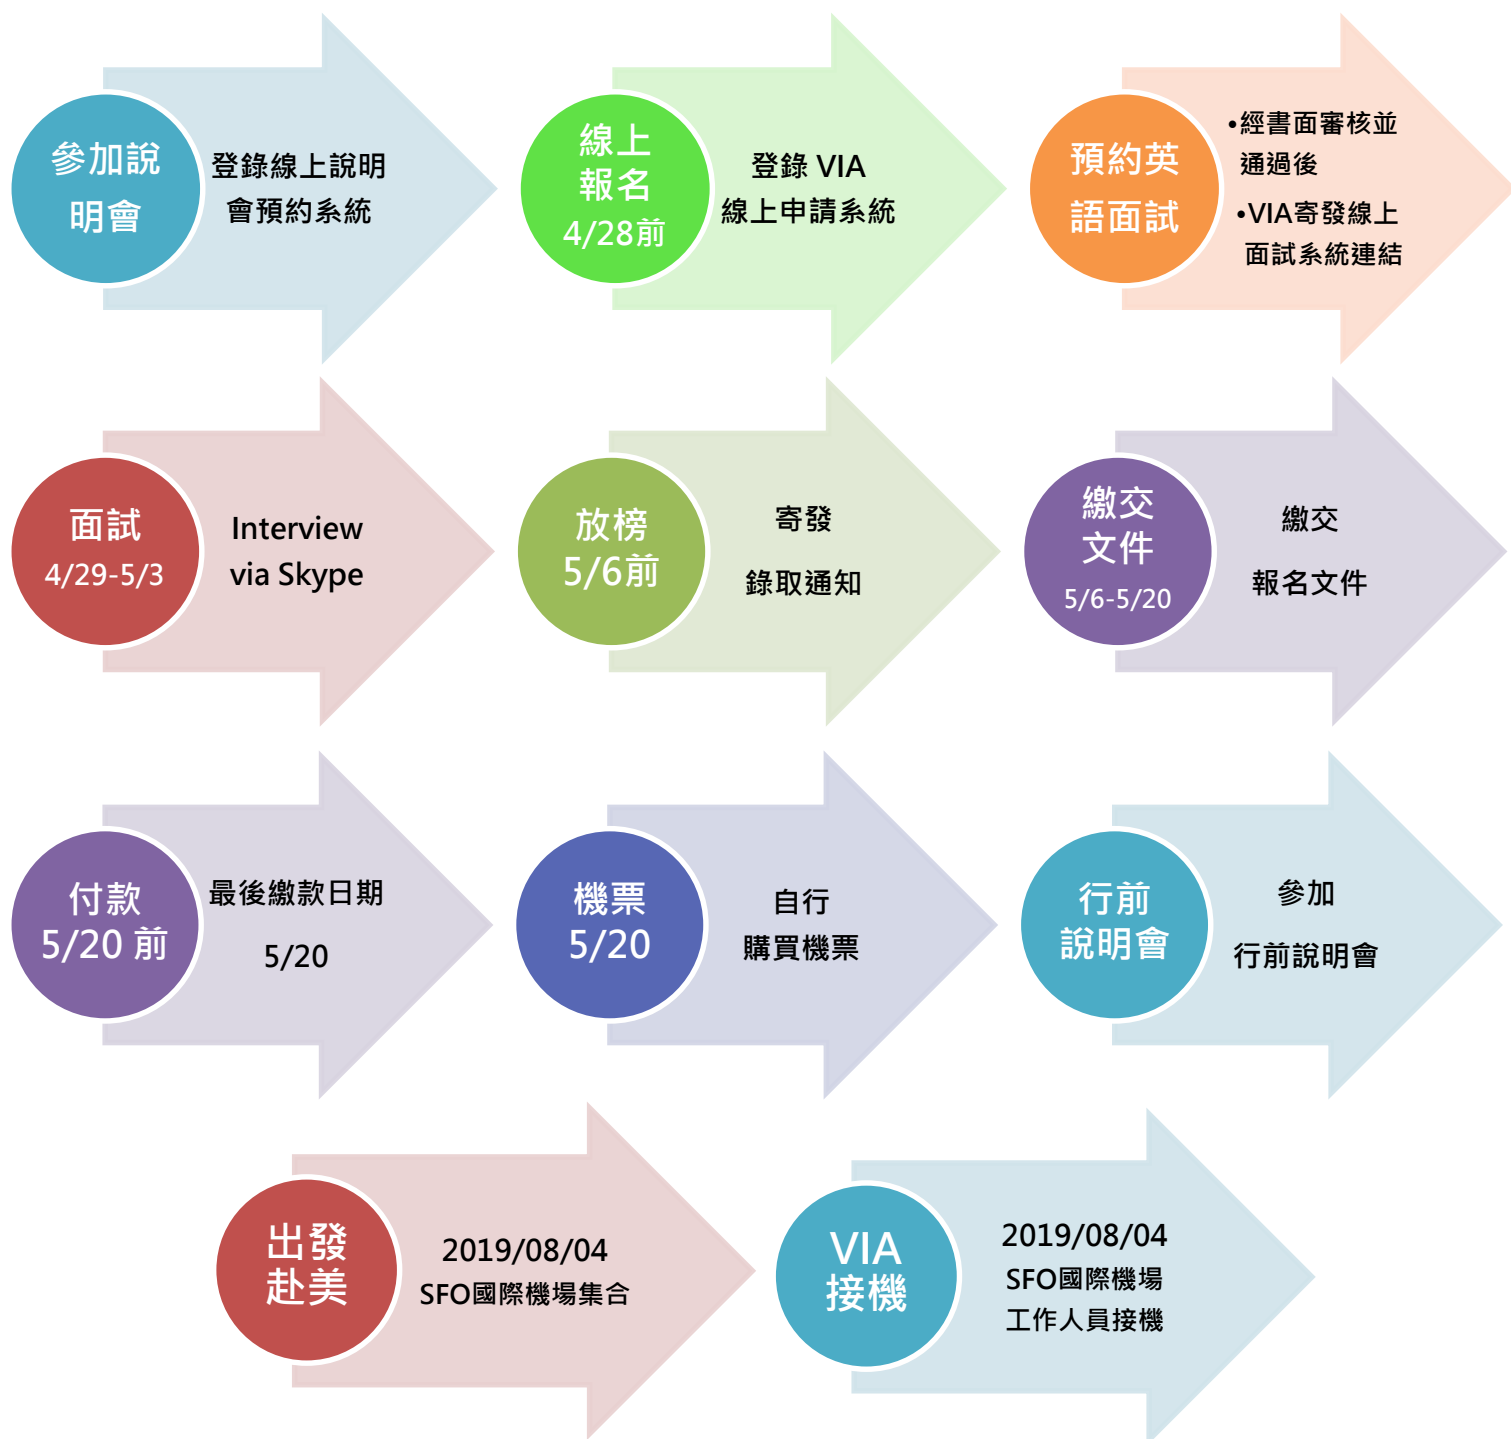 參加說
明會
登錄線上說明
會預約系統
線上
報名
4/28前
登錄 VIA
線上申請系統
預約英
語面試
•經書面審核並
通過後
•VIA寄發線上
面試系統連結
面試
4/29-5/3
Interview
via Skype
放榜
5/6前
寄發
錄取通知
繳交
文件
5/6-5/20
繳交
報名文件
付款
5/20 前
最後繳款日期
5/20
機票
5/20
自行
購買機票
行前
說明會
參加
行前說明會
出發
赴美
2019/08/04
SFO國際機場集合
VIA
接機
2019/08/04
SFO國際機場
工作人員接機